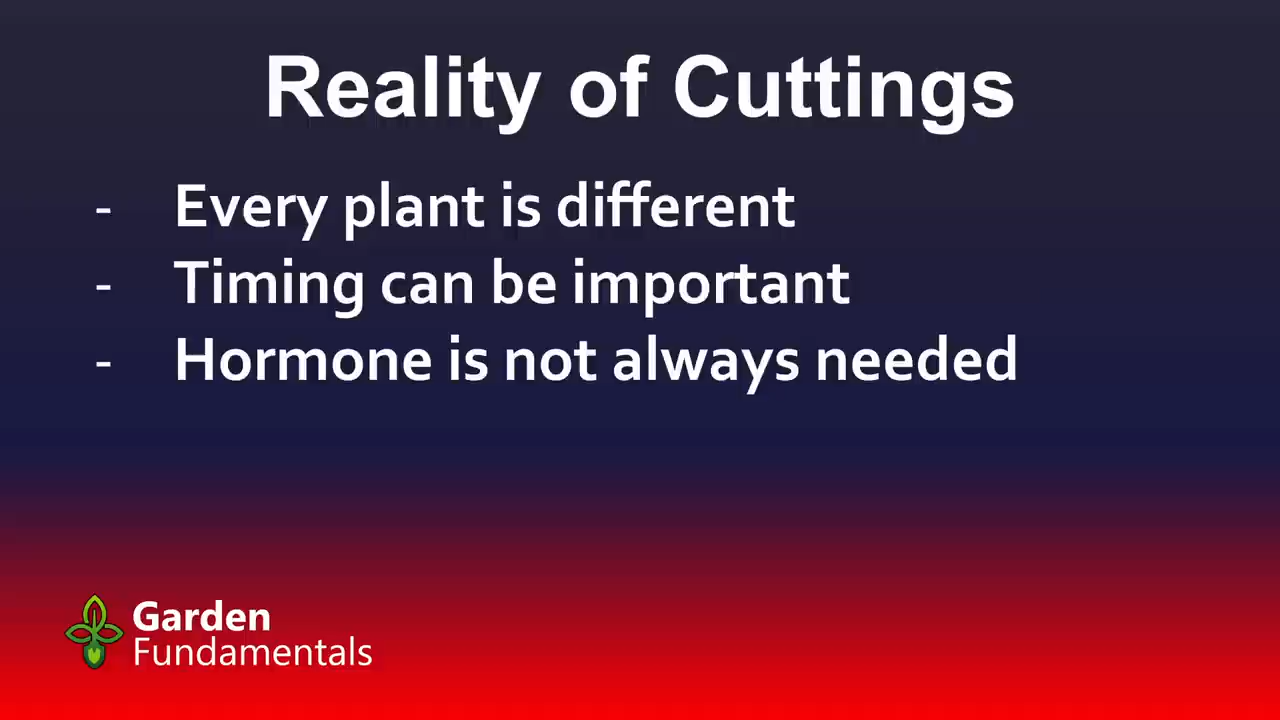 Reality of Cuttings
- Every plant is different
- Timing can be important
- Hormone is not always needed
Garden
Fundamentals